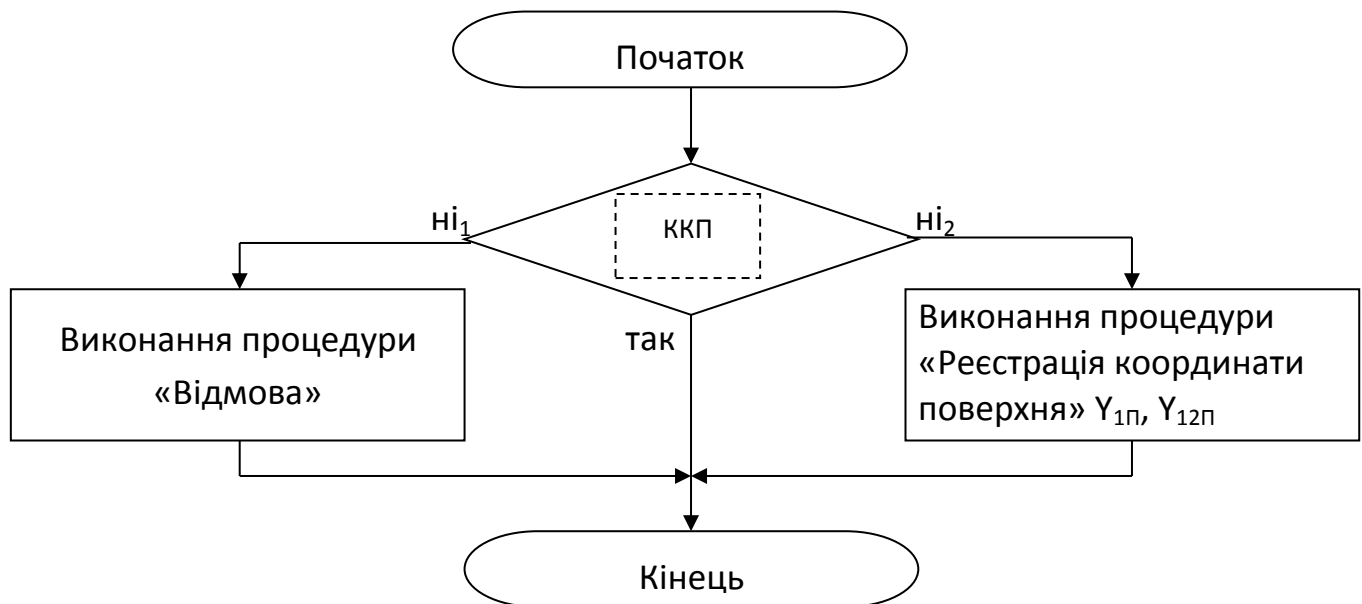 Початок
ні₁
ККП
ні₂
Виконання процедури
«Відмова»
так
Виконання процедури
«Реєстрація координати
поверхня» Y₁П, Y₁₂П
Кінець